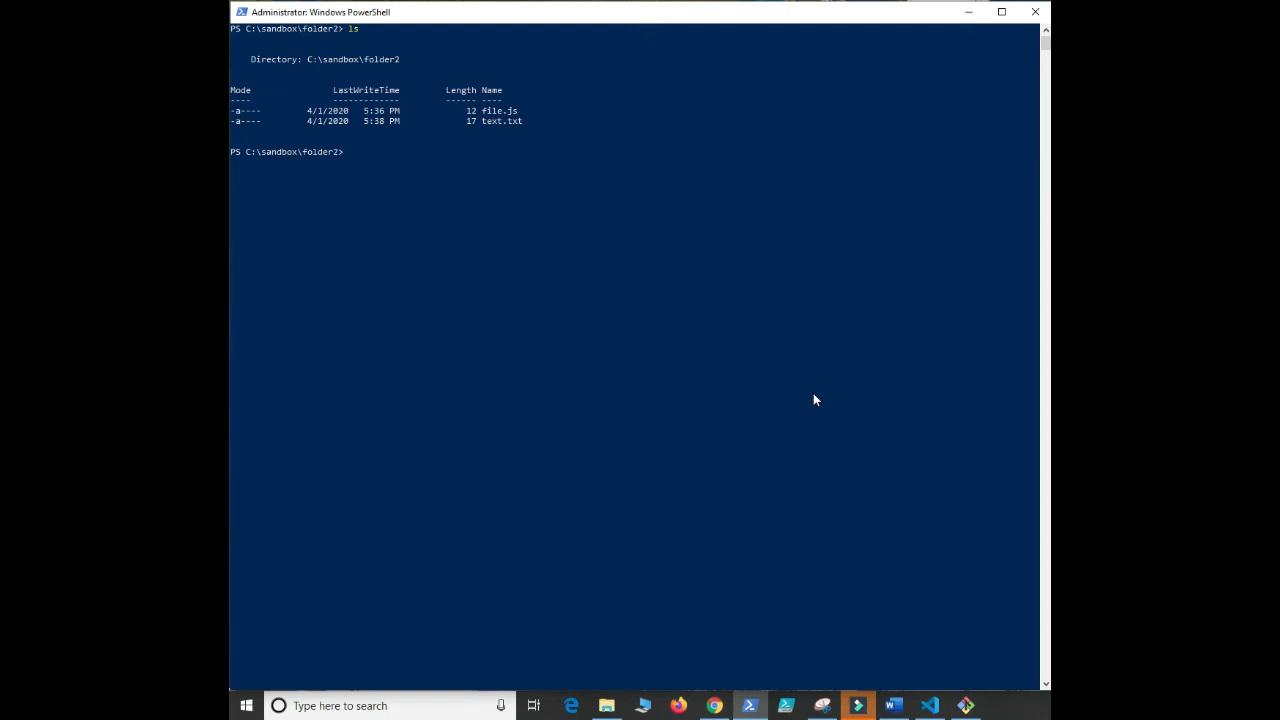 Administrator: Windows PowerShell
PS C:\sandbox\folder2> ls
Directory: C:\sandbox\folder2
Mode LastWriteTime Length Name
---- ------------- ------ ----
-a---- 4/1/2020 5:36 PM 12 file.js
-a---- 4/1/2020 5:38 PM 17 text.txt
PS C:\sandbox\folder2>
Type here to search